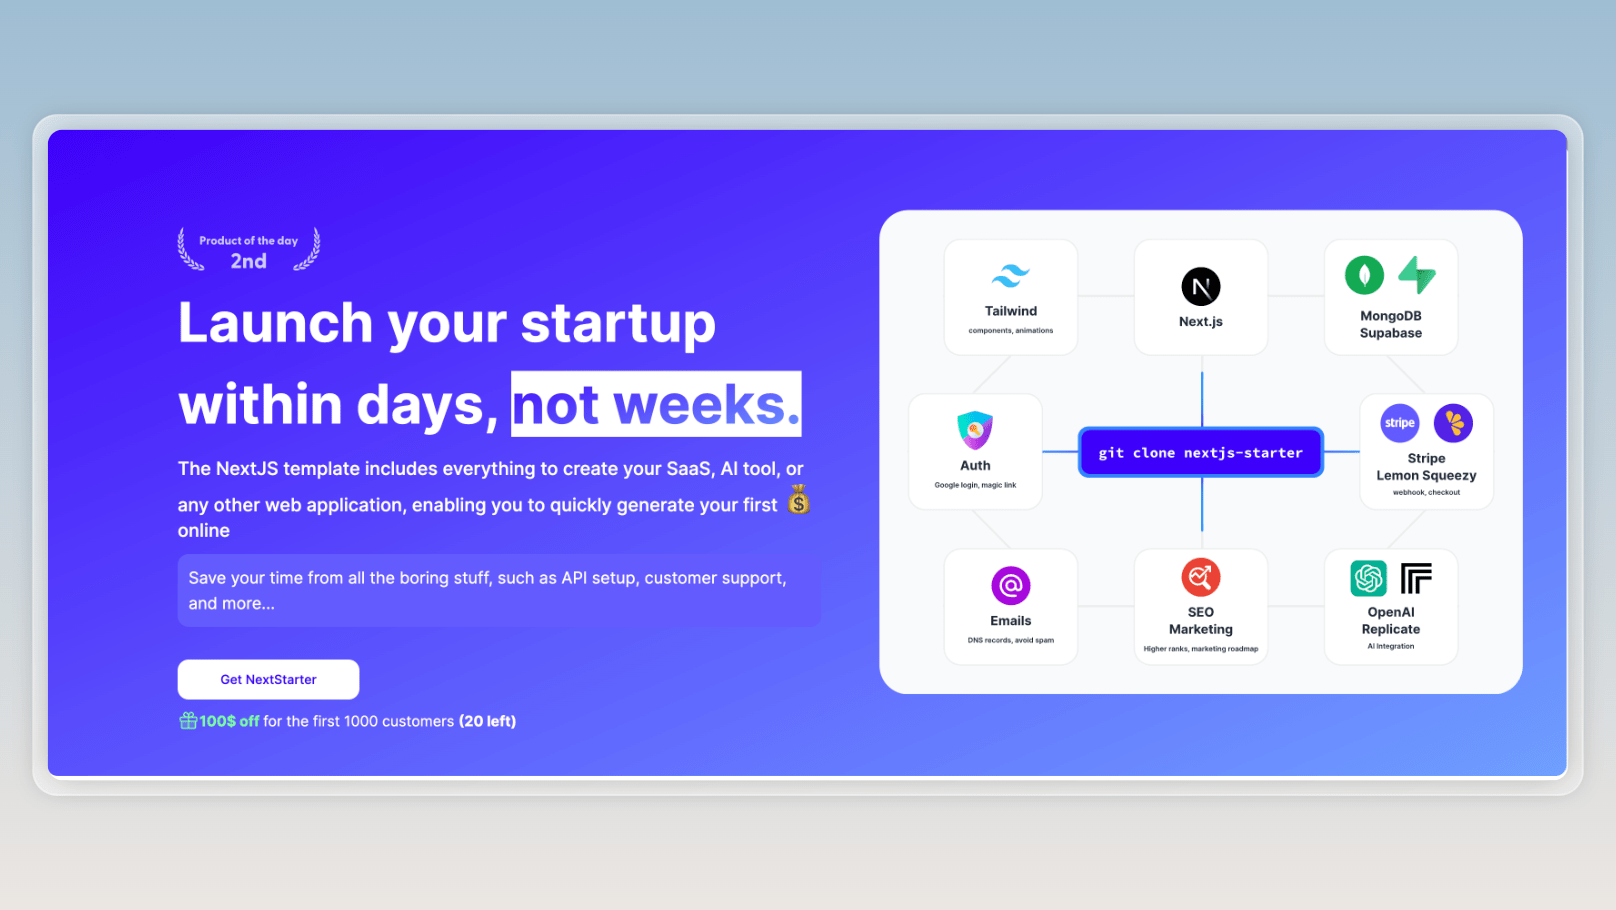 Product of the day
2nd
Launch your startup
within days, not weeks.
The NextJS template includes everything to create your SaaS, AI tool, or
any other web application, enabling you to quickly generate your first 💰
online
Save your time from all the boring stuff, such as API setup, customer support,
and more...
Get NextStarter
100$ off for the first 1000 customers (20 left)
Tailwind
components, animations
N
Next.js
MongoDB
Supabase
Auth
Google login, magic link
git clone nextjs-starter
stripe
Stripe
Lemon Squeezy
webhook, checkout
Emails
DNS records, avoid spam
SEO
Marketing
Higher ranks, marketing roadmap
OpenAI
Replicate
AI Integration